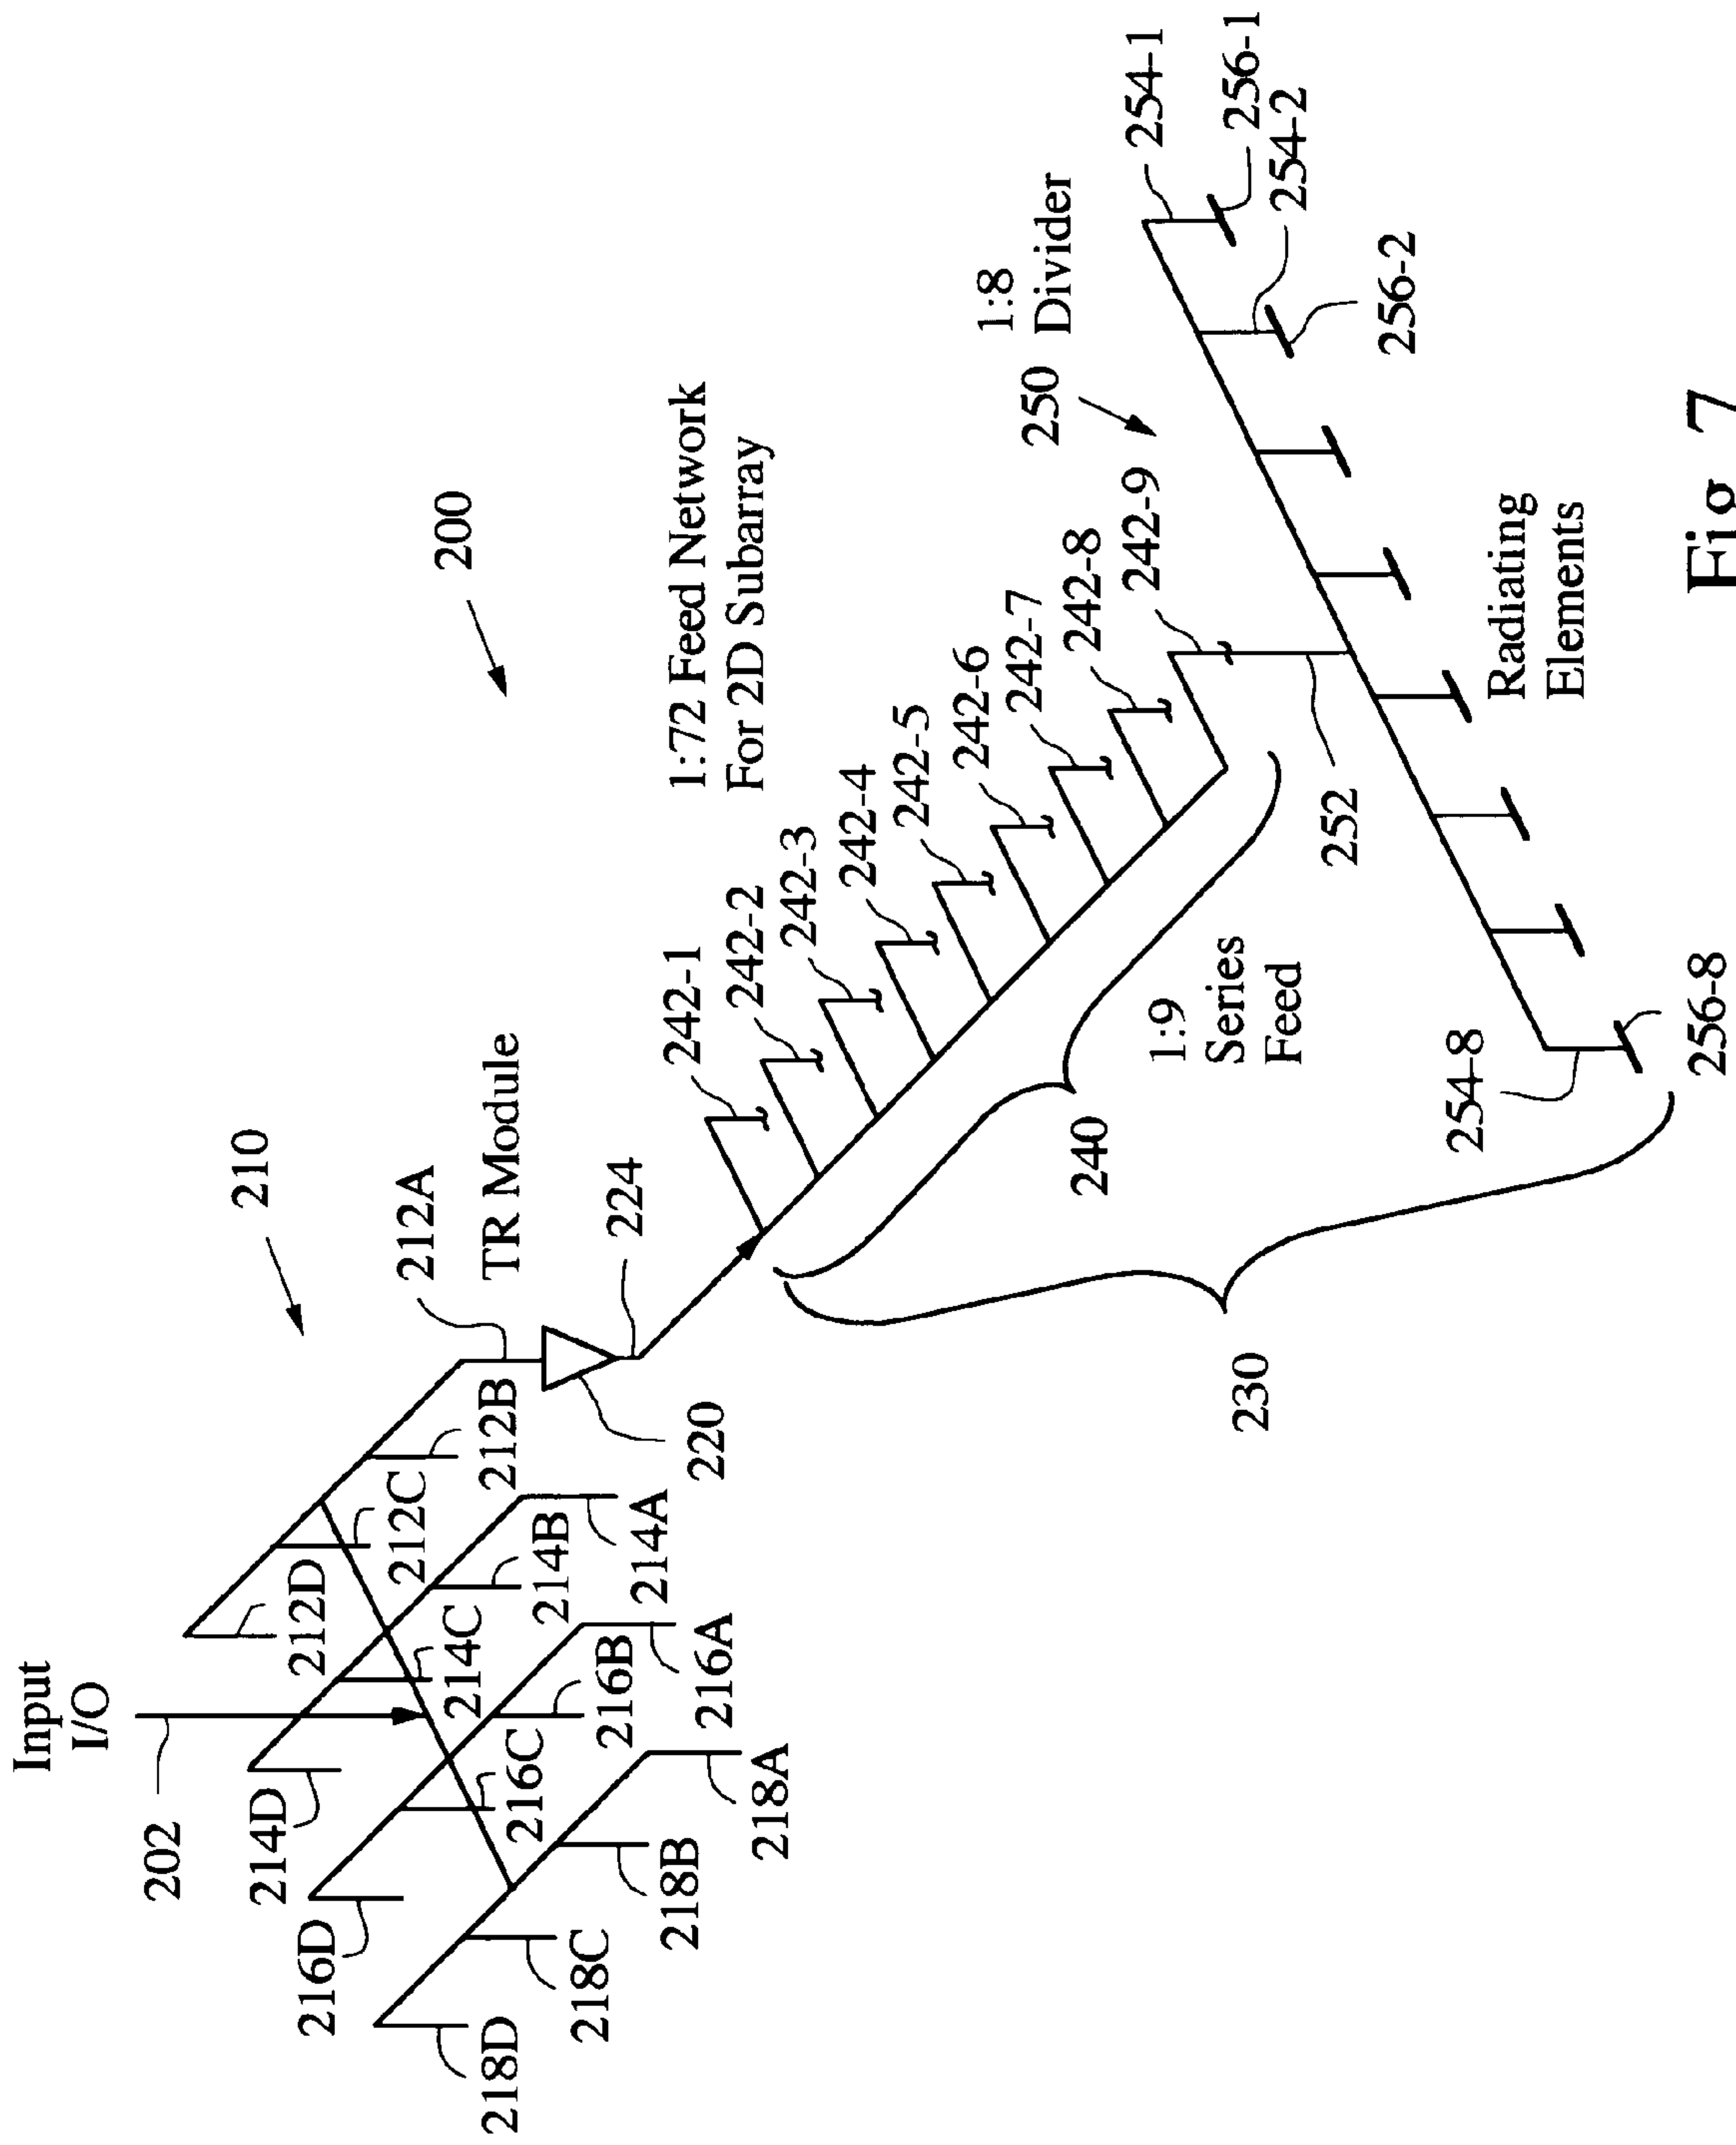 Input
I/O
202
210
200
212A
TR Module
212B
212C
212D
214A
214B
214C
214D
216A
216B
216C
216D
218A
218B
218C
218D
220
224
1:72 Feed Network
For 2D Subarray
242-1
242-2
242-3
242-4
242-5
242-6
242-7
242-8
242-9
250
1:8
Divider
254-1
256-1
254-2
256-2
240
1:9
Series
Feed
230
252
Radiating
Elements
254-8
256-8
Fig 7